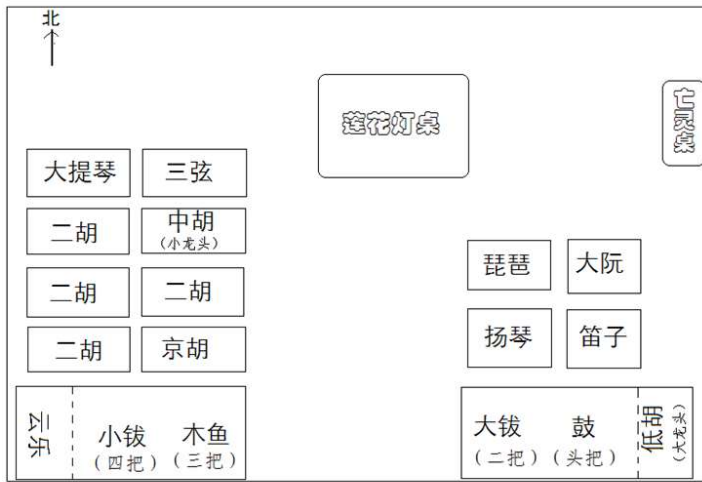 北
莲花灯桌
亡灵桌
大提琴 三弦
二胡 中胡
(小龙头)
二胡 二胡
二胡 京胡
琵琶 大阮
扬琴 笛子
云乐
小钹 木鱼
(四把) (三把)
大钹 鼓
(二把) (头把)
低胡
(大龙头)